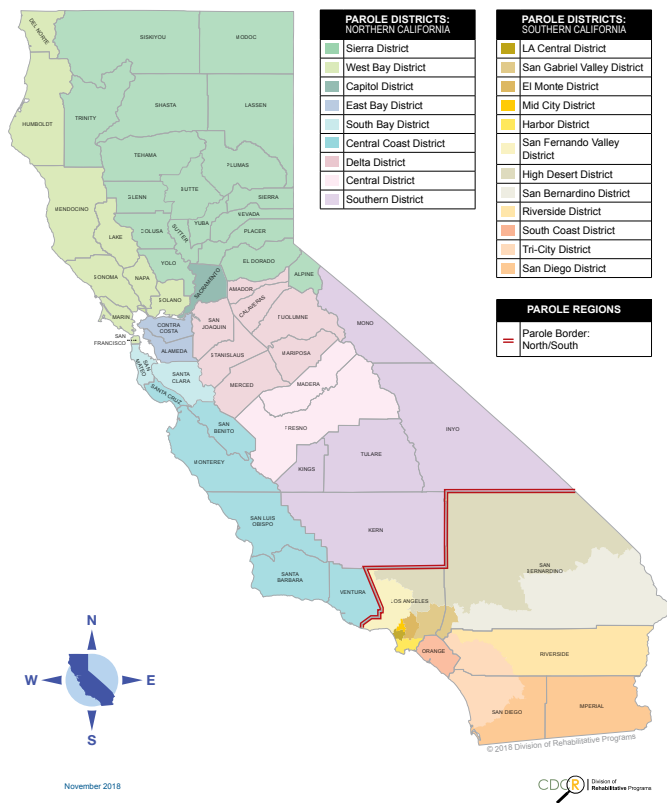 PAROLE DISTRICTS:
NORTHERN CALIFORNIA
Sierra District
West Bay District
Capitol District
East Bay District
South Bay District
Central Coast District
Delta District
Central District
Southern District
PAROLE DISTRICTS:
SOUTHERN CALIFORNIA
LA Central District
San Gabriel Valley District
El Monte District
Mid City District
Harbor District
San Fernando Valley
District
High Desert District
San Bernardino District
Riverside District
South Coast District
Tri-City District
San Diego District
PAROLE REGIONS
Parole Border:
North/South
DEL NORTE
SISKIYOU
MODOC
HUMBOLDT
TRINITY
SHASTA
LASSEN
TEHAMA
PLUMAS
MENDOCINO
GLENN
BUTTE
SIERRA
NEVADA
YUBA
COLUSA
SUTTER
PLACER
LAKE
YOLO
EL DORADO
ALPINE
SONOMA
NAPA
SOLANO
SACRAMENTO
AMADOR
CALAVERAS
TUOLUMNE
MARIN
CONTRA
COSTA
SAN
JOAQUIN
MONO
SAN
FRANCISCO
ALAMEDA
STANISLAUS
MARIPOSA
SAN
MATEO
SANTA
CLARA
MERCED
MADERA
SANTA CRUZ
SAN
BENITO
FRESNO
INYO
MONTEREY
KINGS
TULARE
SAN LUIS
OBISPO
KERN
SANTA
BARBARA
VENTURA
LOS ANGELES
SAN
BERNARDINO
ORANGE
RIVERSIDE
SAN DIEGO
IMPERIAL
N
W
E
S
© 2018 Division of Rehabilitative Programs
November 2018
CDCR
Division of
Rehabilitative Programs